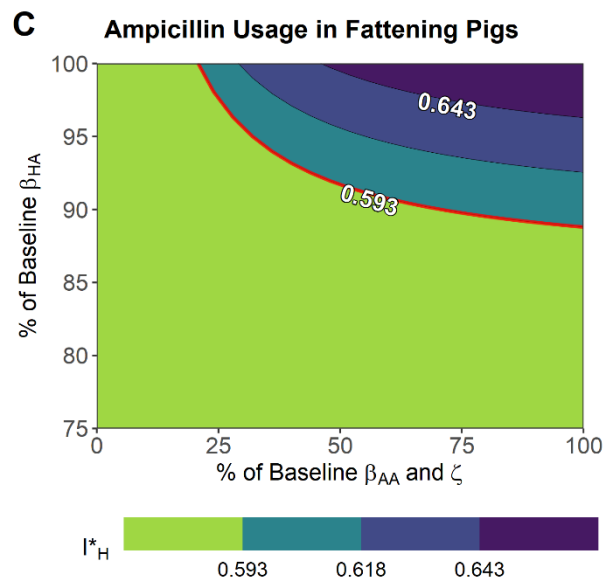 C Ampicillin Usage in Fattening Pigs
100
95
90
85
80
75
% of Baseline βHA
0.643
0.593
0 25 50 75 100
% of Baseline βAA and ζ
I*H
0.593 0.618 0.643